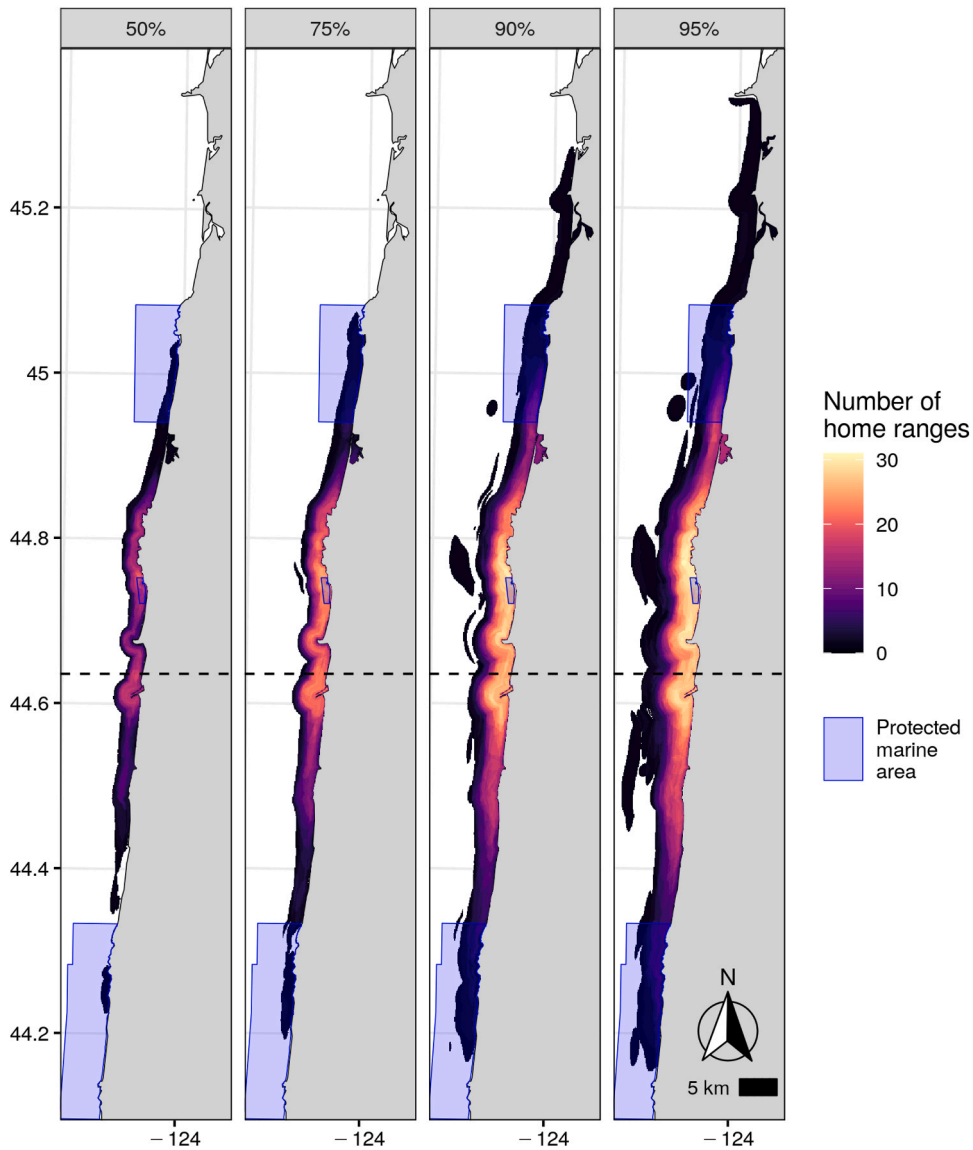 50%
75%
90%
95%
45.2
45
44.8
44.6
44.4
44.2
Number of
home ranges
30
20
10
0
Protected
marine
area
N
5 km
−124
−124
−124
−124